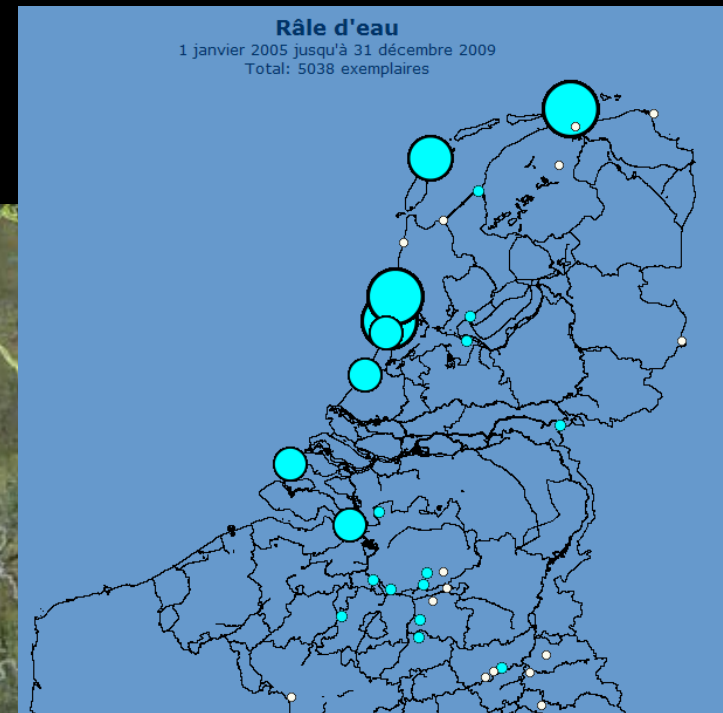 Râle d'eau
1 janvier 2005 jusqu'à 31 décembre 2009
Total: 5038 exemplaires